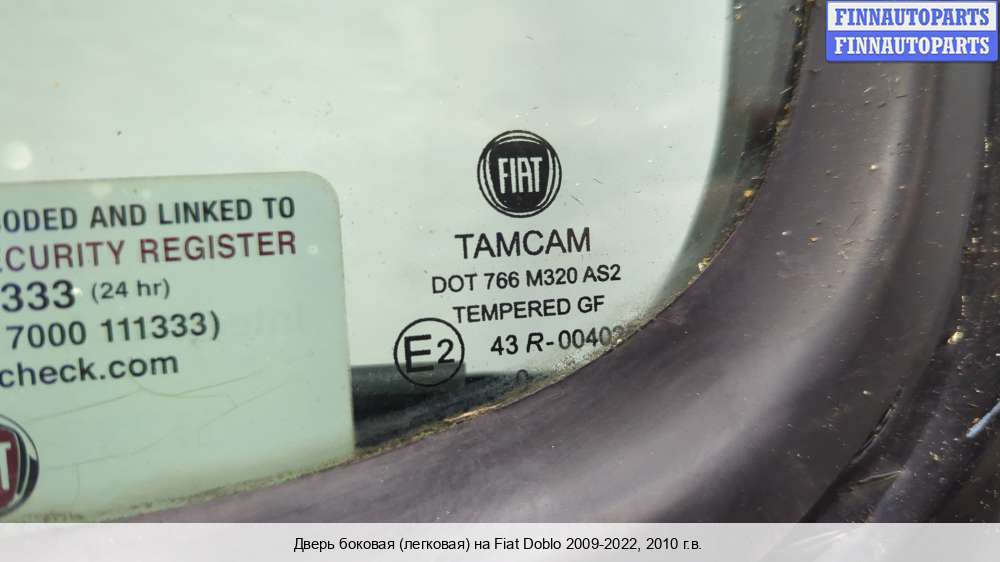 FINNAUTOPARTS
FINNAUTOPARTS
FIAT
TAMCAM
DOT 766 M320 AS2
TEMPERED GF
E2 43 R-00402
ODED AND LINKED TO
CURITY REGISTER
333 (24 hr)
7000 111333)
check.com
Дверь боковая (легковая) на Fiat Doblo 2009-2022, 2010 г.в.